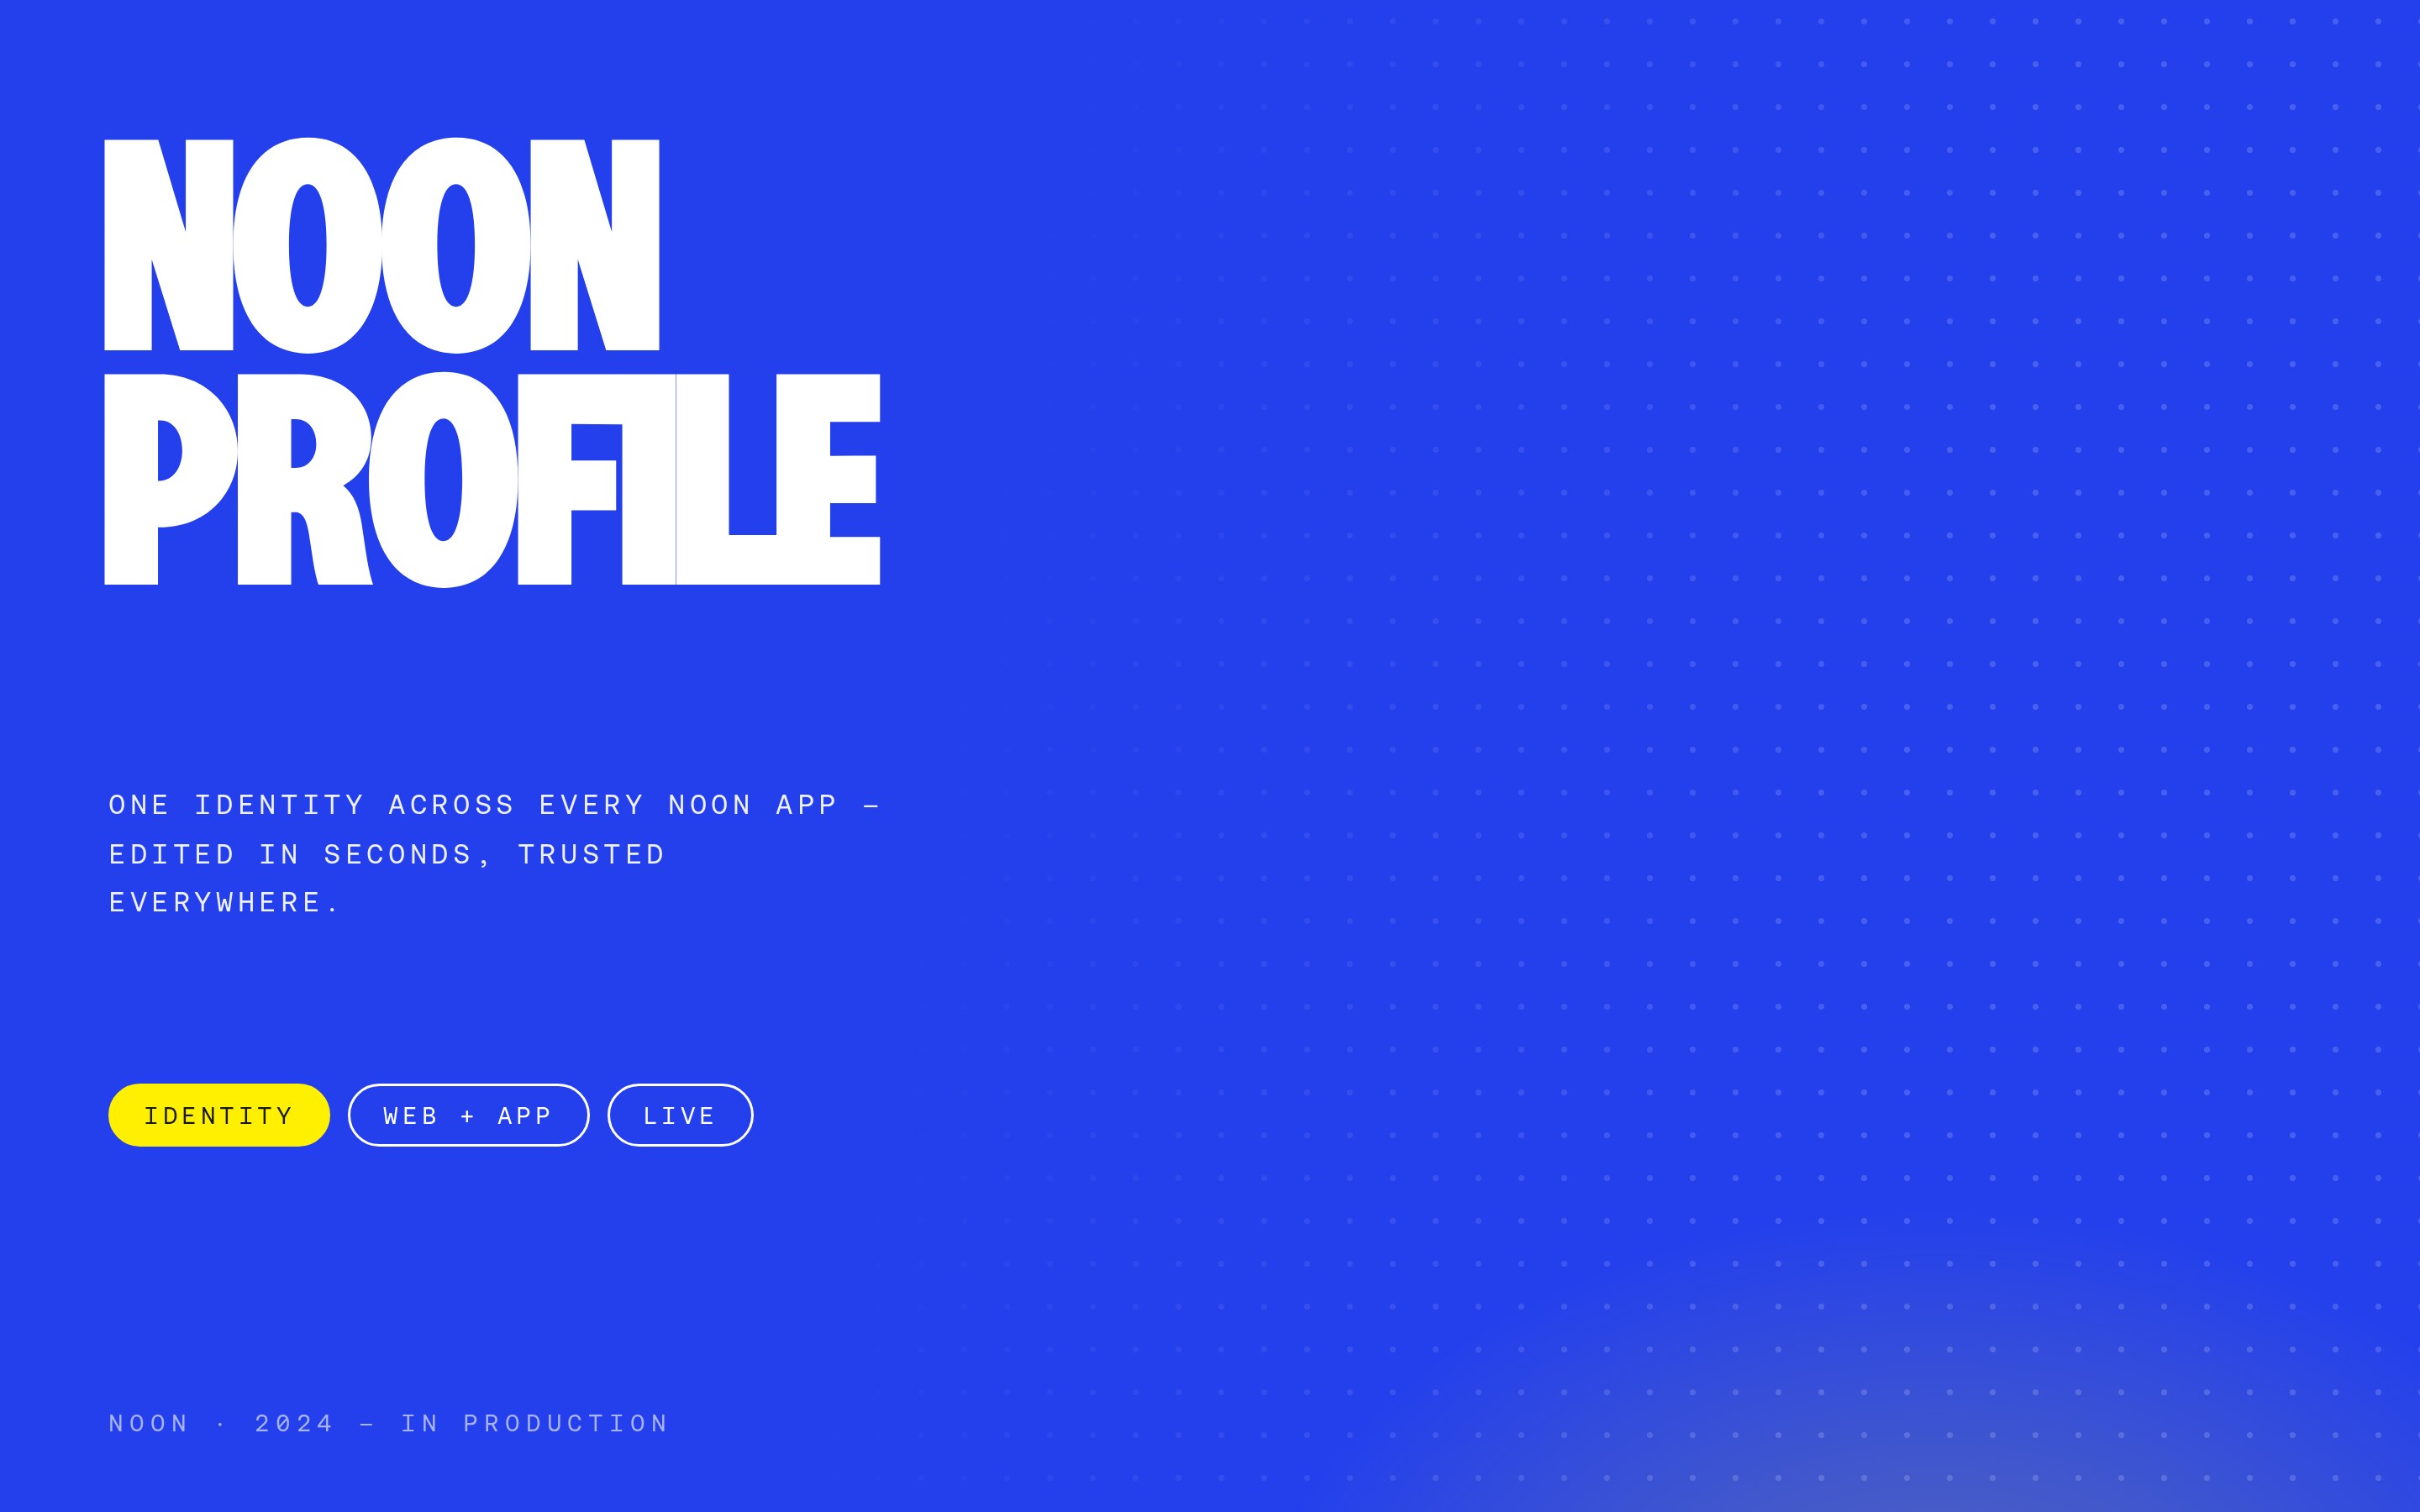 NOON
PROFILE
ONE IDENTITY ACROSS EVERY NOON APP —
EDITED IN SECONDS, TRUSTED
EVERYWHERE.
IDENTITY
WEB + APP
LIVE
NOON · 2024 — IN PRODUCTION